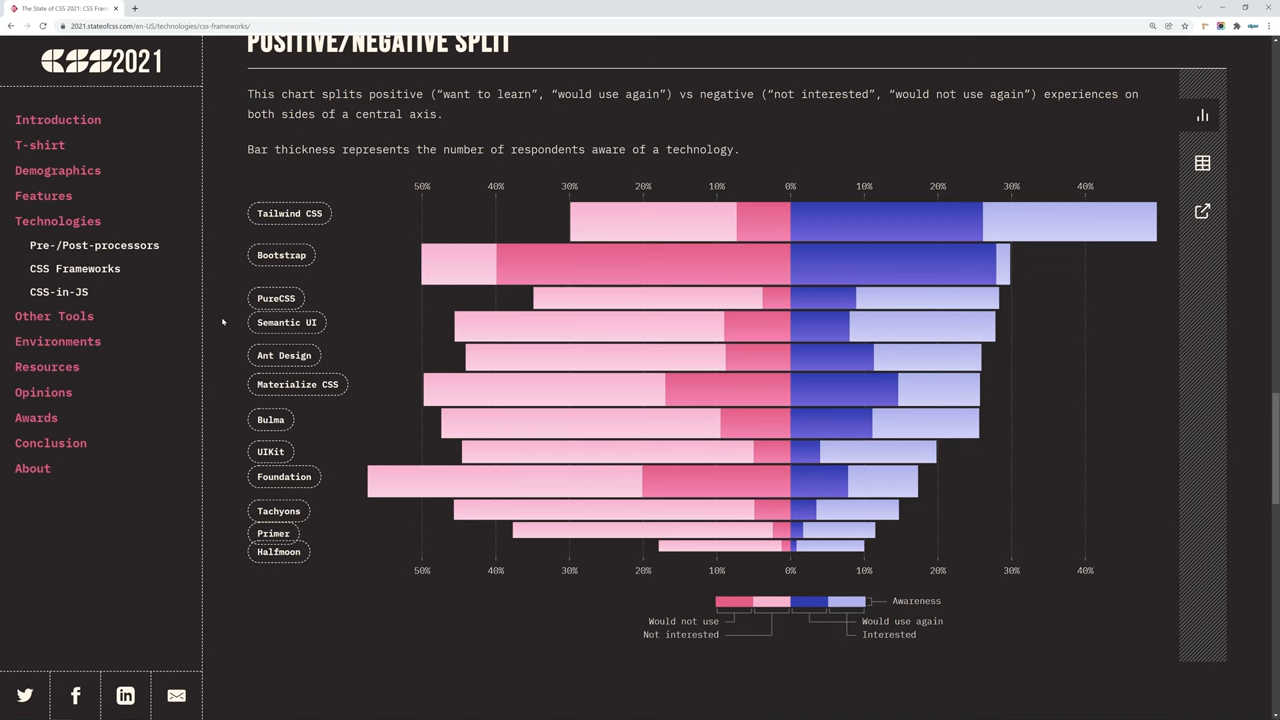 The State of CSS 2021: CSS Fram
2021.stateofcss.com/en-US/technologies/css-frameworks/
CSS2021
Introduction
T-shirt
Demographics
Features
Technologies
Pre-/Post-processors
CSS Frameworks
CSS-in-JS
Other Tools
Environments
Resources
Opinions
Awards
Conclusion
About
POSITIVE/NEGATIVE SPLIT
This chart splits positive (“want to learn”, “would use again”) vs negative (“not interested”, “would not use again”) experiences on
both sides of a central axis.
Bar thickness represents the number of respondents aware of a technology.
50% 40% 30% 20% 10% 0% 10% 20% 30% 40%
Tailwind CSS
Bootstrap
PureCSS
Semantic UI
Ant Design
Materialize CSS
Bulma
UIKit
Foundation
Tachyons
Primer
Halfmoon
50% 40% 30% 20% 10% 0% 10% 20% 30% 40%
Awareness
Would not use Would use again
Not interested Interested